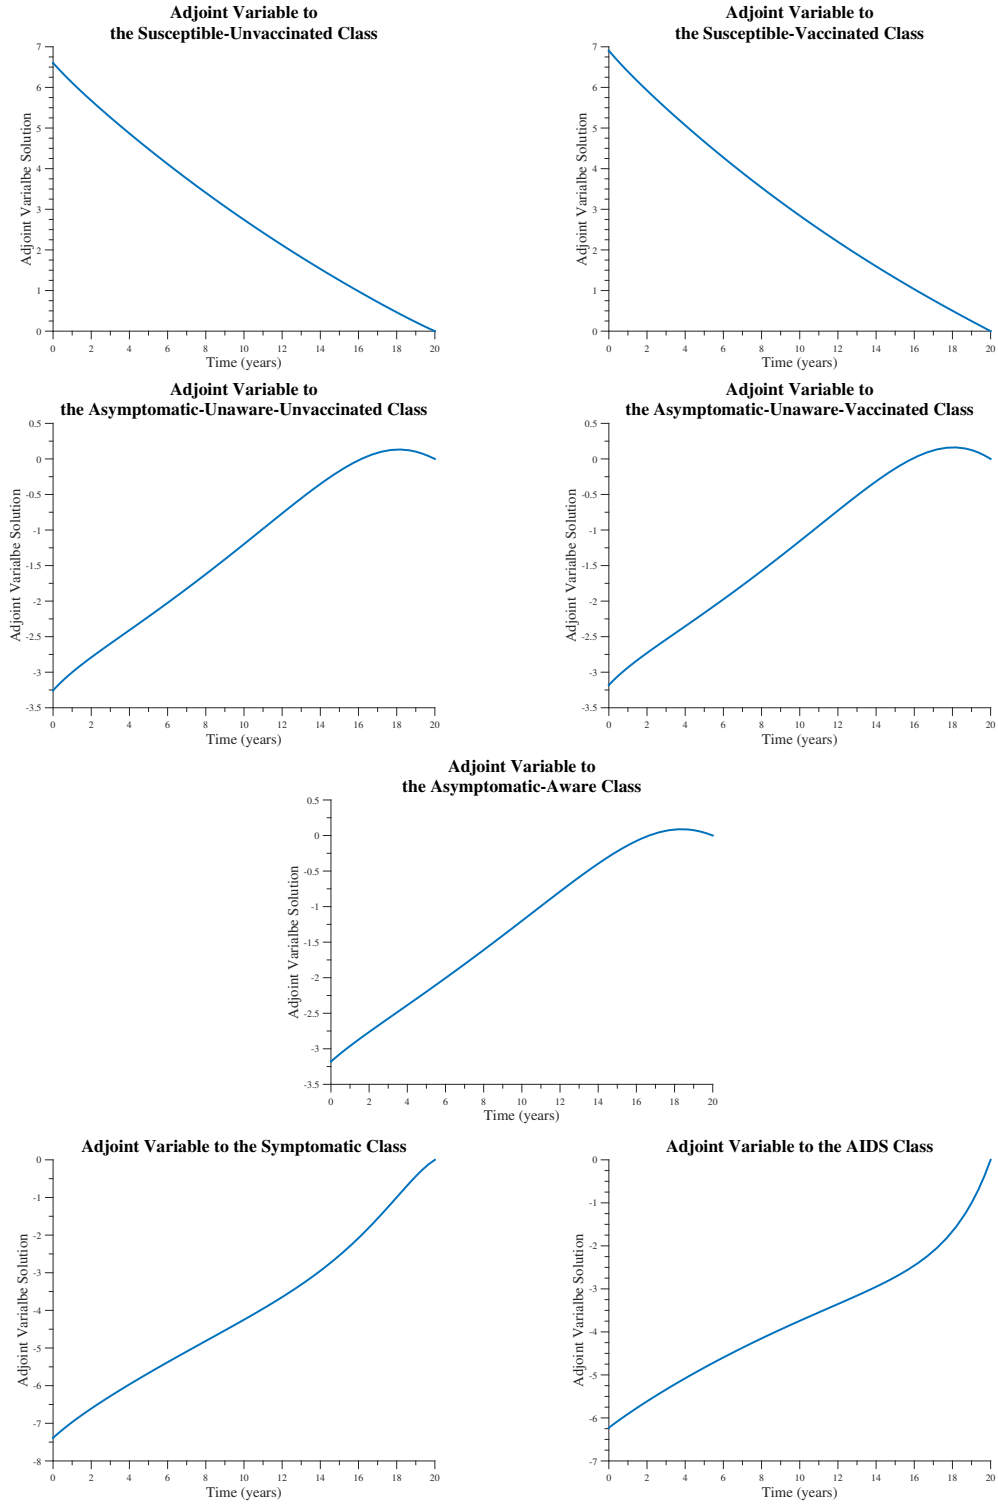 Adjoint Variable to
the Susceptible-Unvaccinated Class
7
6
5
4
3
2
1
0
Adjoint Varialbe Solution
0 2 4 6 8 10 12 14 16 18 20
Time (years)
Adjoint Variable to
the Susceptible-Vaccinated Class
7
6
5
4
3
2
1
0
Adjoint Varialbe Solution
0 2 4 6 8 10 12 14 16 18 20
Time (years)
Adjoint Variable to
the Asymptomatic-Unaware-Unvaccinated Class
0.5
0
-0.5
-1
-1.5
-2
-2.5
-3
-3.5
Adjoint Varialbe Solution
0 2 4 6 8 10 12 14 16 18 20
Time (years)
Adjoint Variable to
the Asymptomatic-Unaware-Vaccinated Class
0.5
0
-0.5
-1
-1.5
-2
-2.5
-3
-3.5
Adjoint Varialbe Solution
0 2 4 6 8 10 12 14 16 18 20
Time (years)
Adjoint Variable to
the Asymptomatic-Aware Class
0.5
0
-0.5
-1
-1.5
-2
-2.5
-3
-3.5
Adjoint Varialbe Solution
0 2 4 6 8 10 12 14 16 18 20
Time (years)
Adjoint Variable to the Symptomatic Class
0
-1
-2
-3
-4
-5
-6
-7
-8
Adjoint Varialbe Solution
0 2 4 6 8 10 12 14 16 18 20
Time (years)
Adjoint Variable to the AIDS Class
0
-1
-2
-3
-4
-5
-6
-7
Adjoint Varialbe Solution
0 2 4 6 8 10 12 14 16 18 20
Time (years)